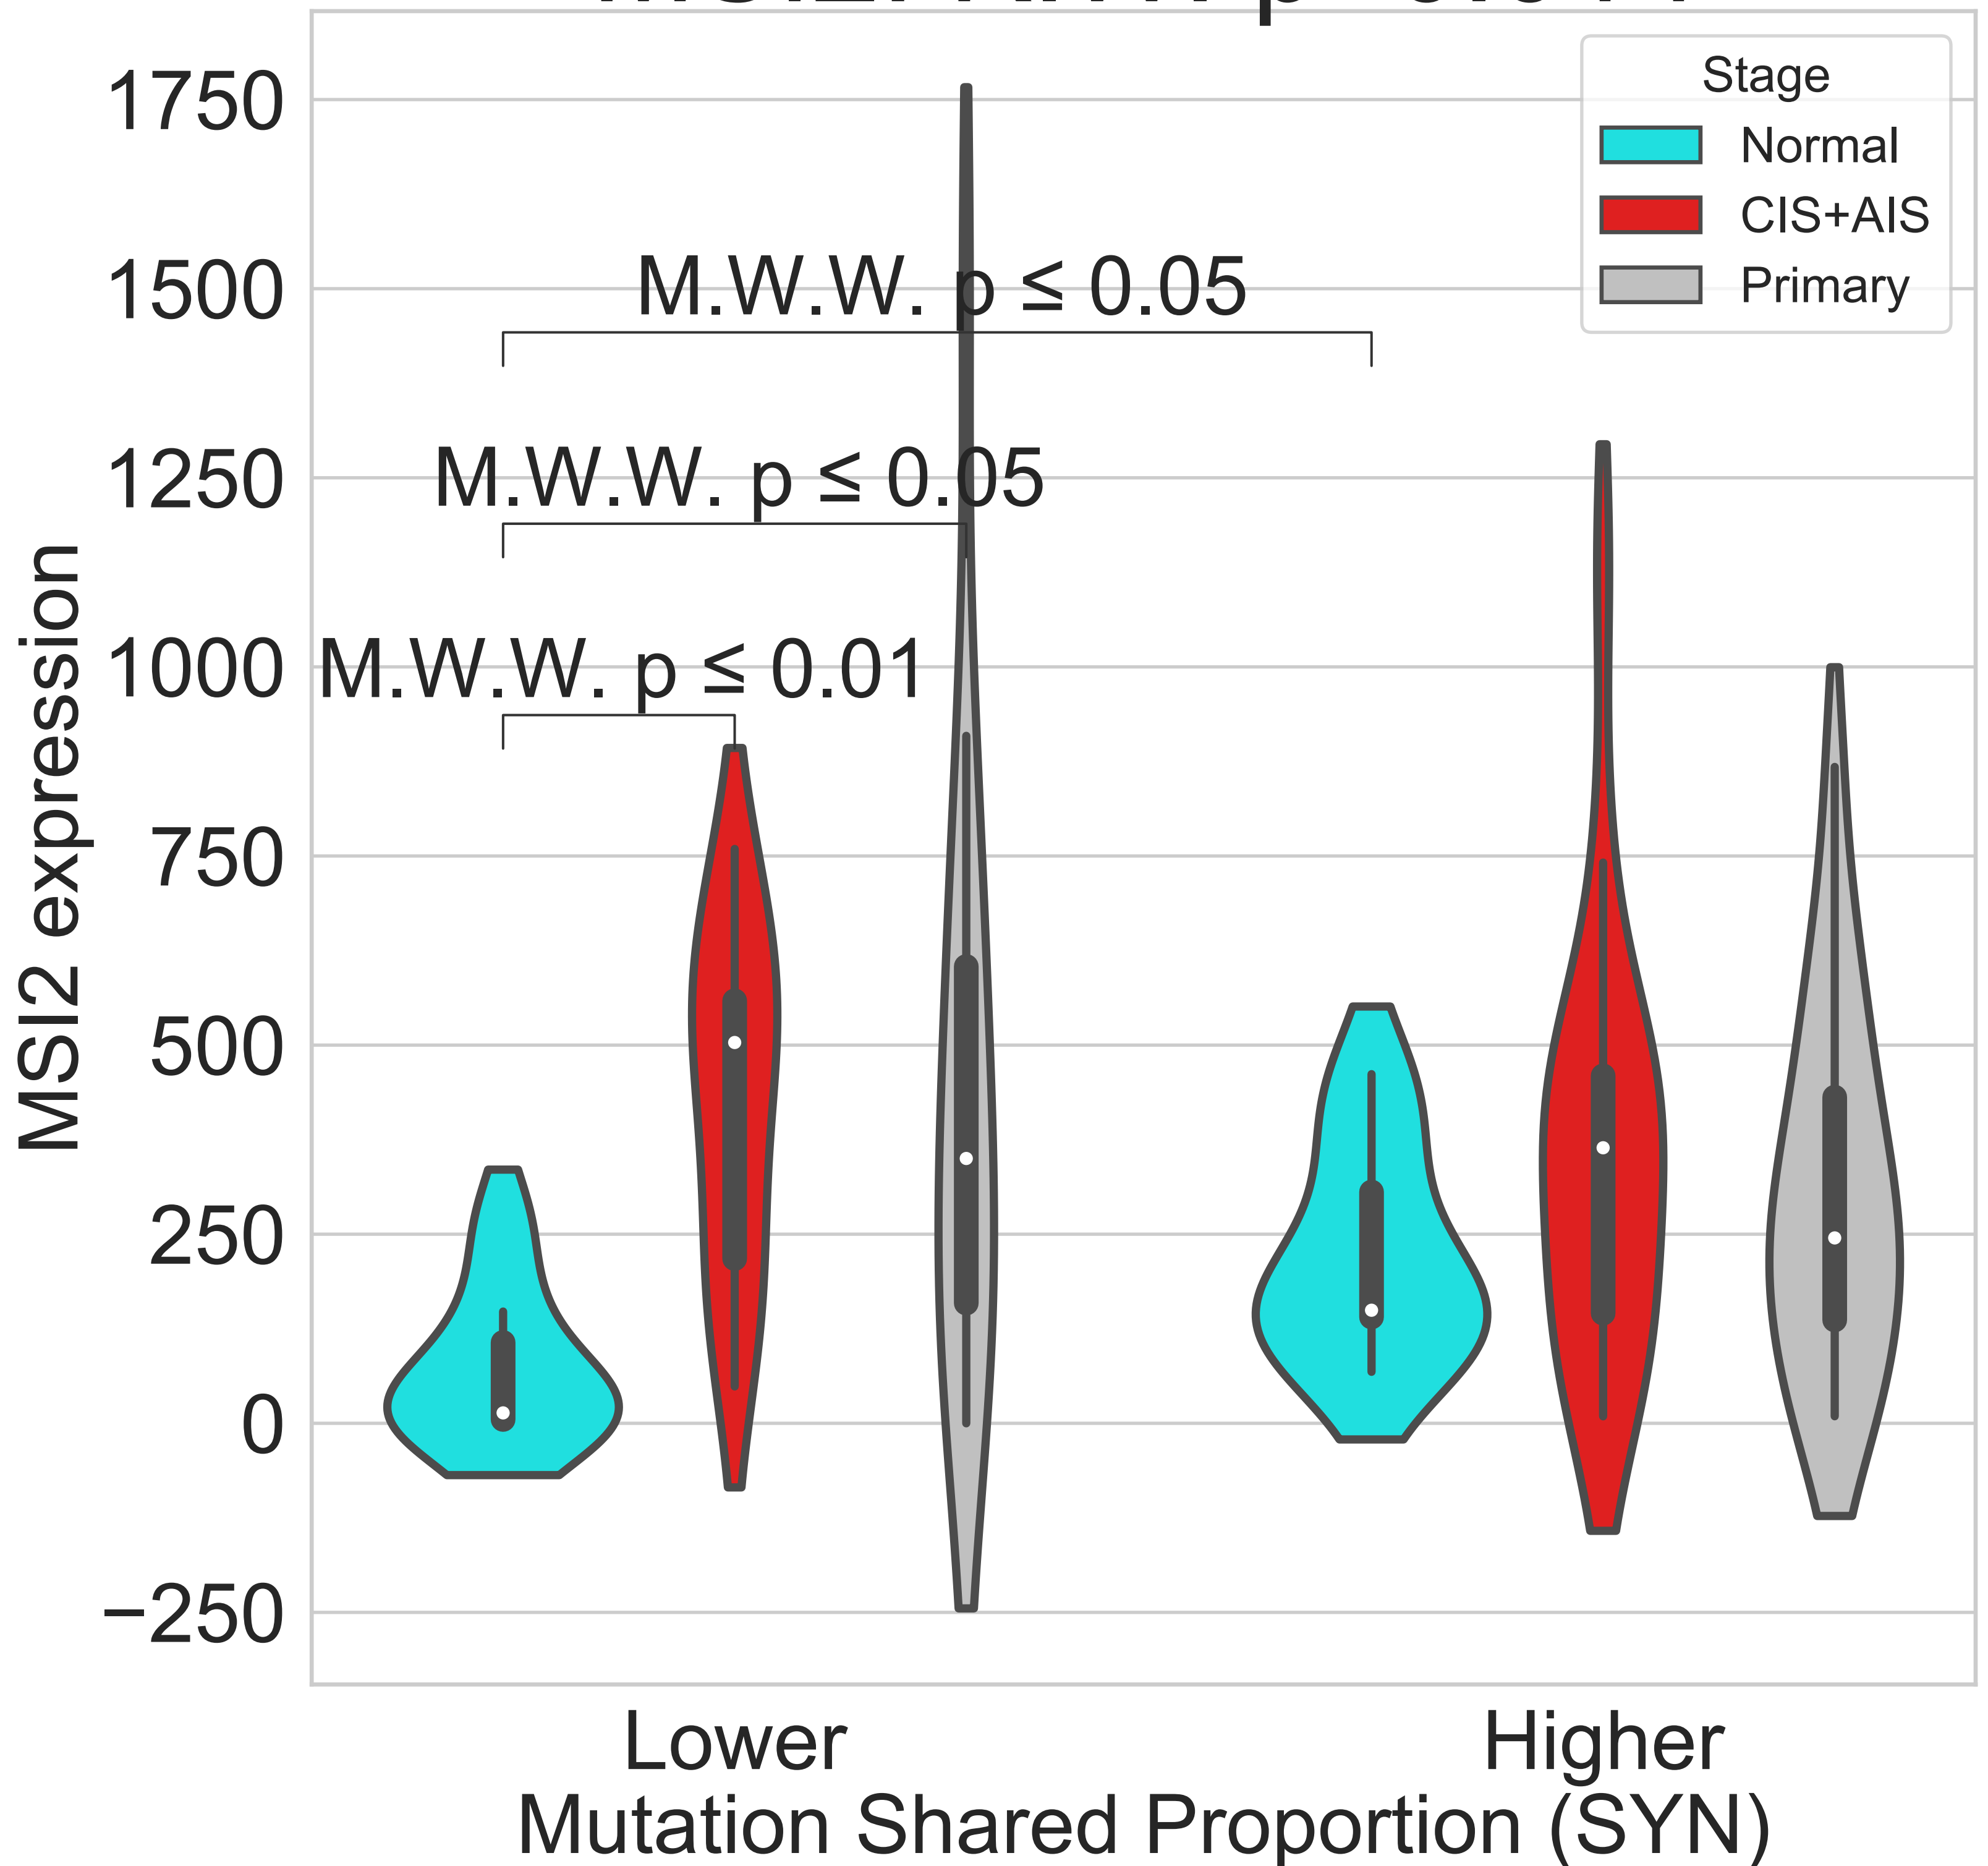 1750
1500
1250
1000
750
500
250
0
−250
MSI2 expression
Stage
Normal
CIS+AIS
Primary
M.W.W. p ≤ 0.05
M.W.W. p ≤ 0.05
M.W.W. p ≤ 0.01
Lower
Higher
Mutation Shared Proportion (SYN)